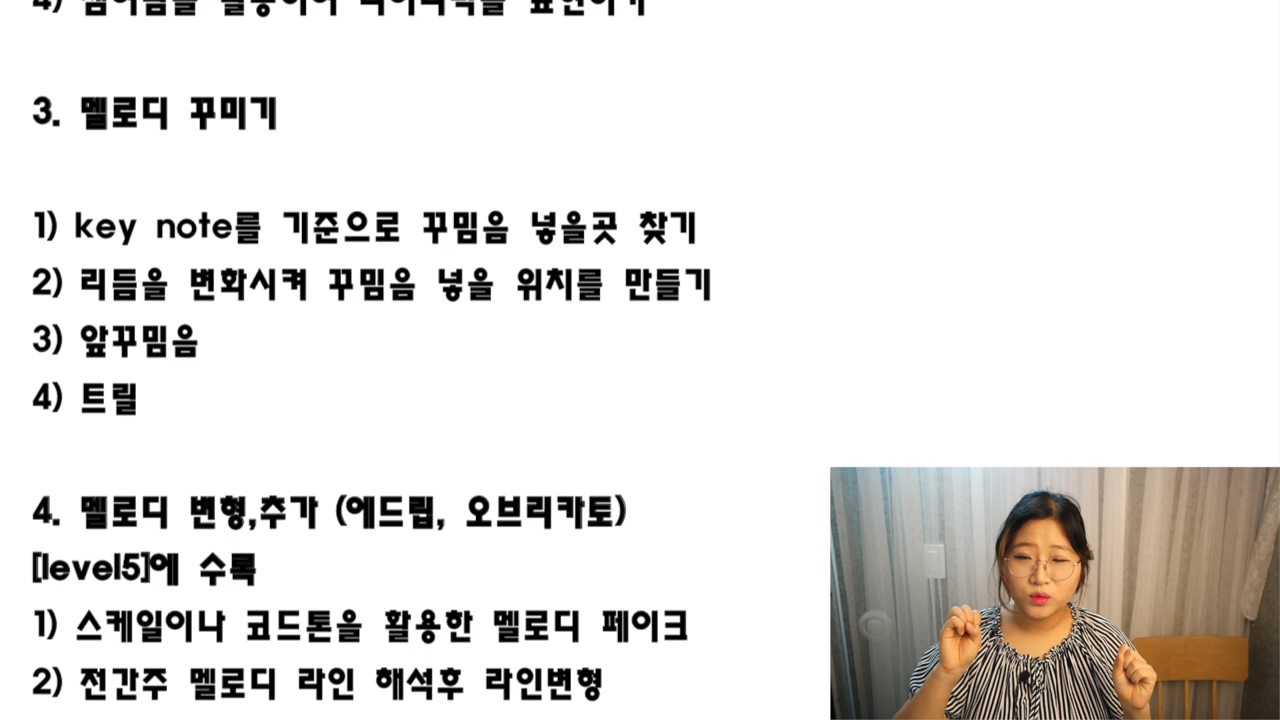 3. 멜로디 꾸미기
1) key note를 기준으로 꾸밈음 넣을곳 찾기
2) 리듬을 변화시켜 꾸밈음 넣을 위치를 만들기
3) 앞꾸밈음
4) 트릴
4. 멜로디 변형,추가 (에드립, 오브리카토)
[level5]에 수록
1) 스케일이나 코드톤을 활용한 멜로디 페이크
2) 전간주 멜로디 라인 해석후 라인변형